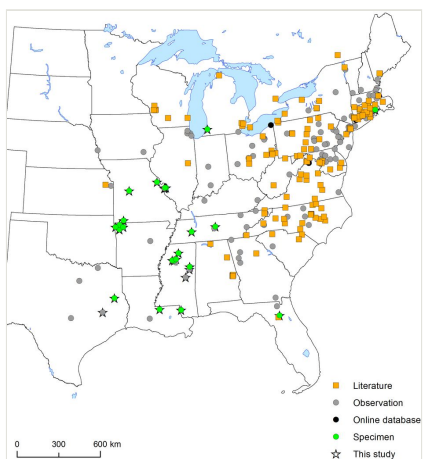 Literature
Observation
Online database
Specimen
This study
0 300 600 km